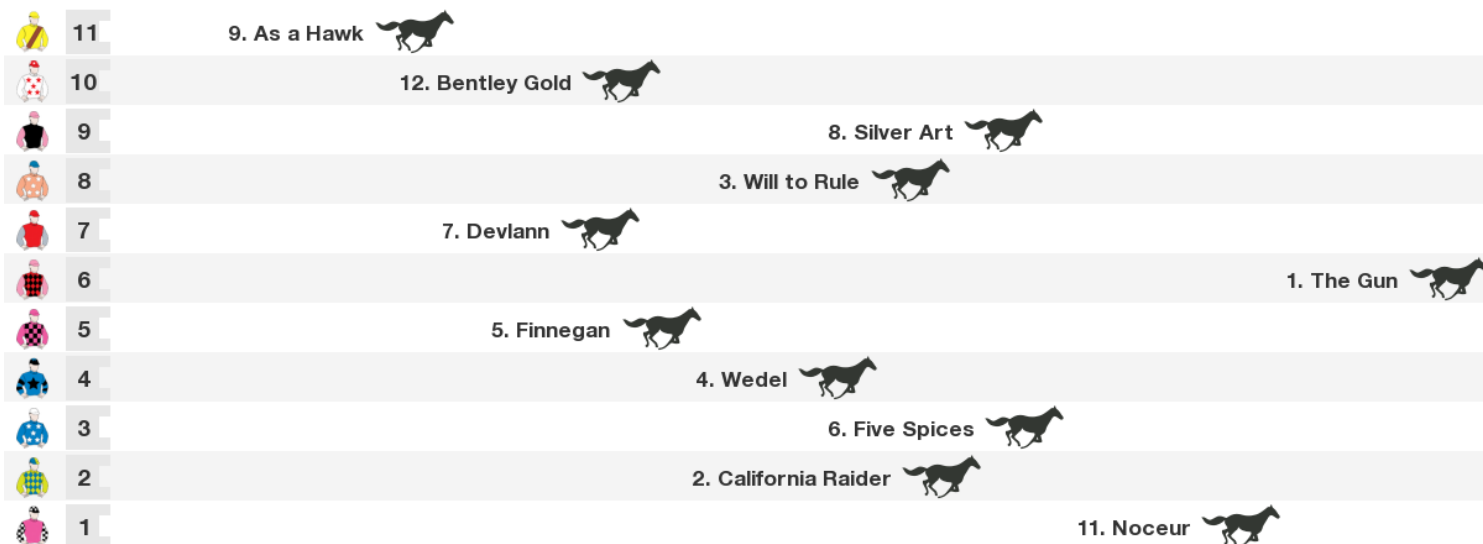 11 9. As a Hawk
10 12. Bentley Gold
9 8. Silver Art
8 3. Will to Rule
7 7. Devlann
6 1. The Gun
5 5. Finnegan
4 4. Wedel
3 6. Five Spices
2 2. California Raider
1 11. Noceur